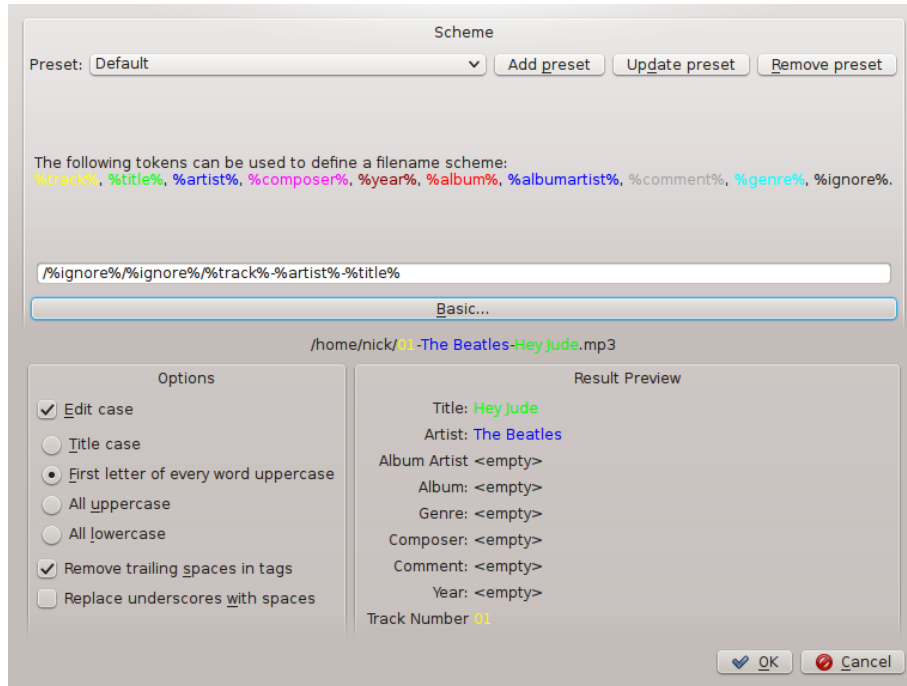 Scheme
Preset: Default Add preset Update preset Remove preset
The following tokens can be used to define a filename scheme:
%track%, %title%, %artist%, %composer%, %year%, %album%, %albumartist%, %comment%, %genre%, %ignore%.
/%ignore%/%ignore%/%track%-%artist%-%title%
Basic...
/home/nick/01-The Beatles-Hey Jude.mp3
Options
Edit case
Title case
First letter of every word uppercase
All uppercase
All lowercase
Remove trailing spaces in tags
Replace underscores with spaces
Result Preview
Title: Hey Jude
Artist: The Beatles
Album Artist <empty>
Album: <empty>
Genre: <empty>
Composer: <empty>
Comment: <empty>
Year: <empty>
Track Number 01
OK Cancel